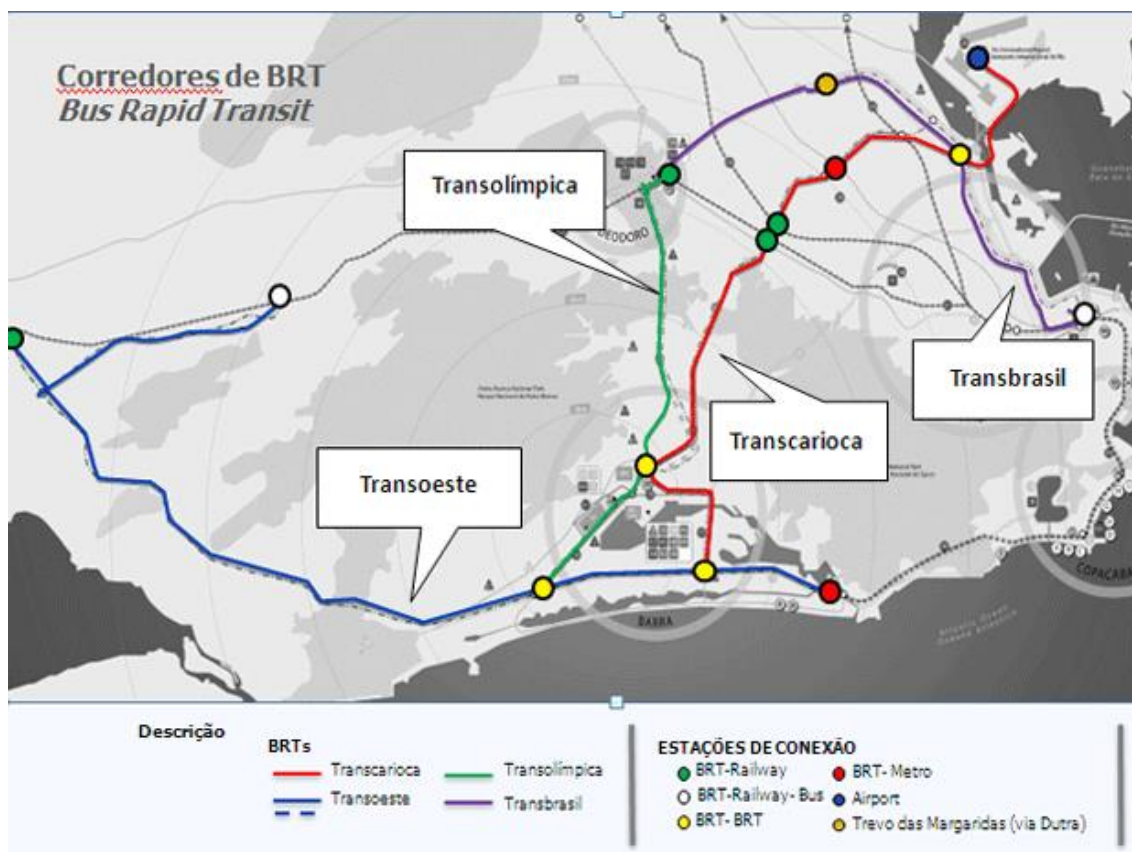 Corredores de BRT
Bus Rapid Transit
Transolímpica
DEODORO
Transbrasil
Transcarioca
Transoeste
COPACABA
BARRA
Descrição
BRTs
Transcarioca
Transolímpica
Transoeste
Transbrasil
ESTAÇÕES DE CONEXÃO
BRT-Railway
BRT- Metro
BRT-Railway- Bus
Airport
BRT- BRT
Trevo das Margaridas (via Dutra)